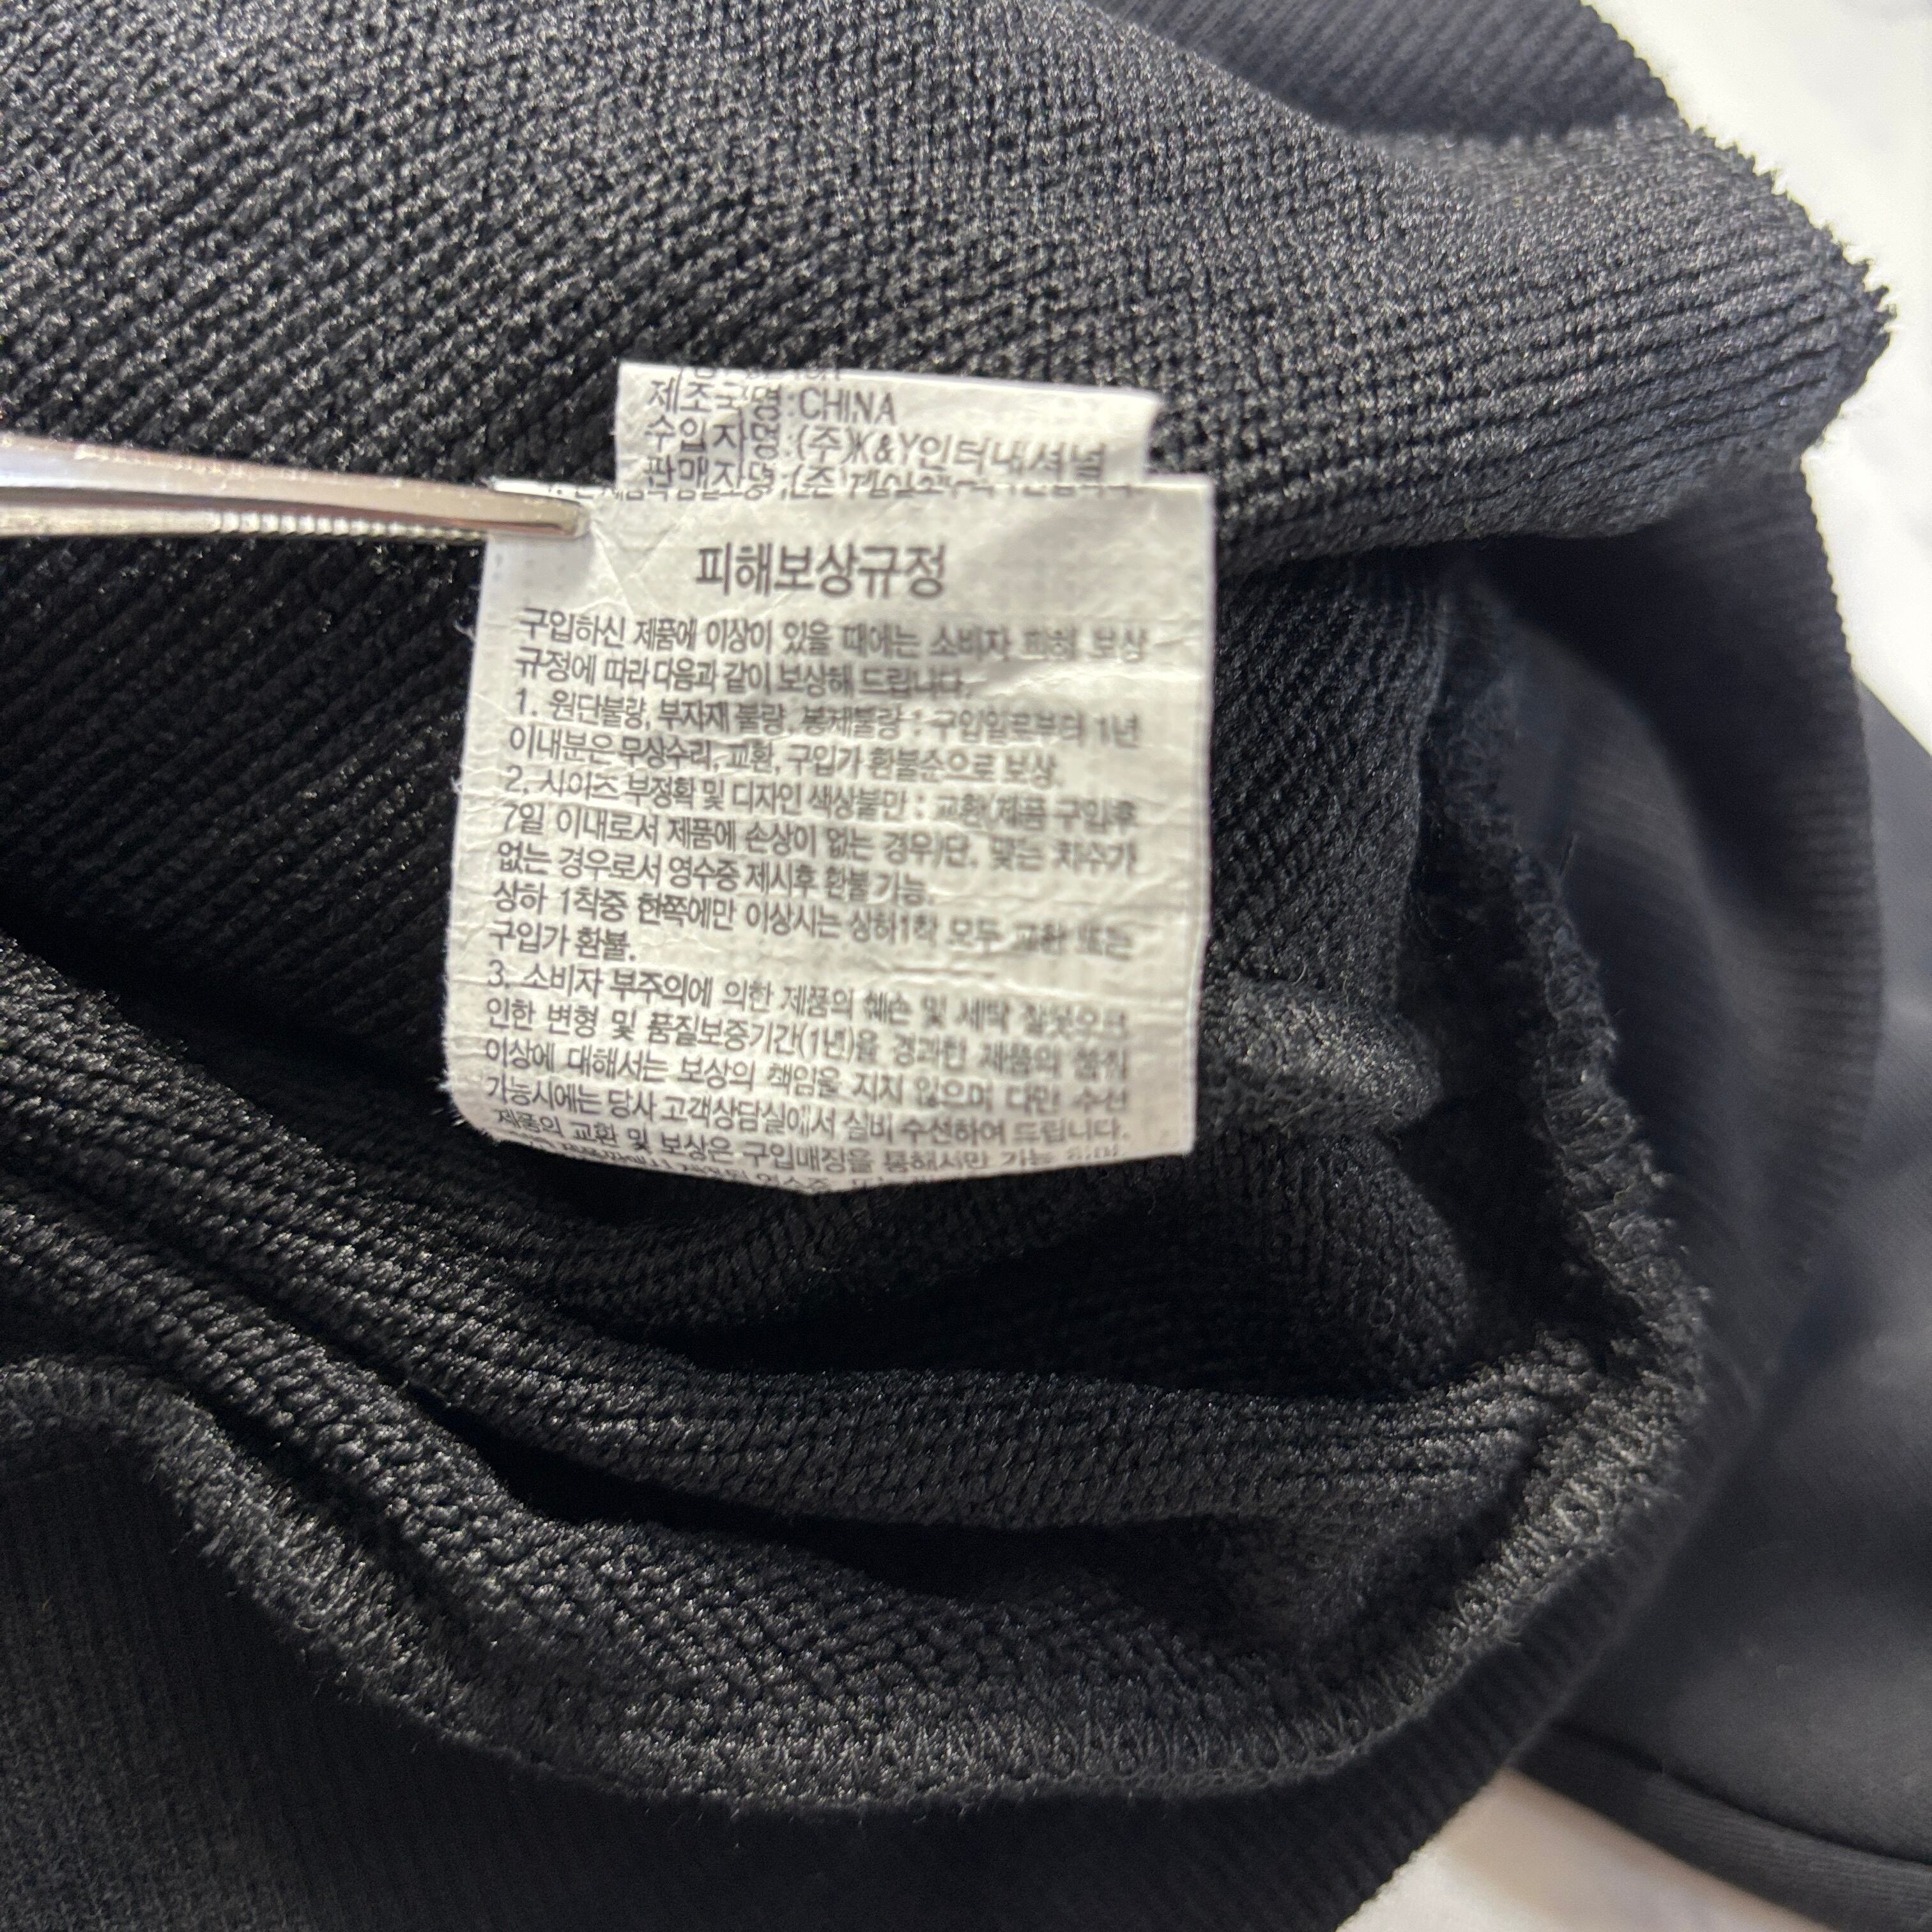 제조국명:CHINA
수입자명:(주)K&Y인터내셔널
판매자명:(주)
피해보상규정
구입하신 제품에 이상이 있을 때에는 소비자 피해 보상
규정에 따라 다음과 같이 보상해 드립니다.
1. 원단불량, 부자재 불량, 봉제불량 : 구입일로부터 1년
이내분은 무상수리, 교환, 구입가 환불순으로 보상.
2. 사이즈 부정확 및 디자인 색상불만 : 교환(제품 구입후
7일 이내로서 제품에 손상이 없는 경우)단, 맞는 치수가
없는 경우로서 영수증 제시후 환불 가능.
상하 1착중 한쪽에만 이상시는 상하1착 모두 교환 또는
구입가 환불.
3. 소비자 부주의에 의한 제품의 훼손 및 세탁 잘못으로
인한 변형 및 품질보증기간(1년)을 경과한 제품의 품질
이상에 대해서는 보상의 책임을 지지 않으며 다만 수선
가능시에는 당사 고객상담실에서 실비 수선하여 드립니다.
제품의 교환 및 보상은 구입매장을 통해서만 가능